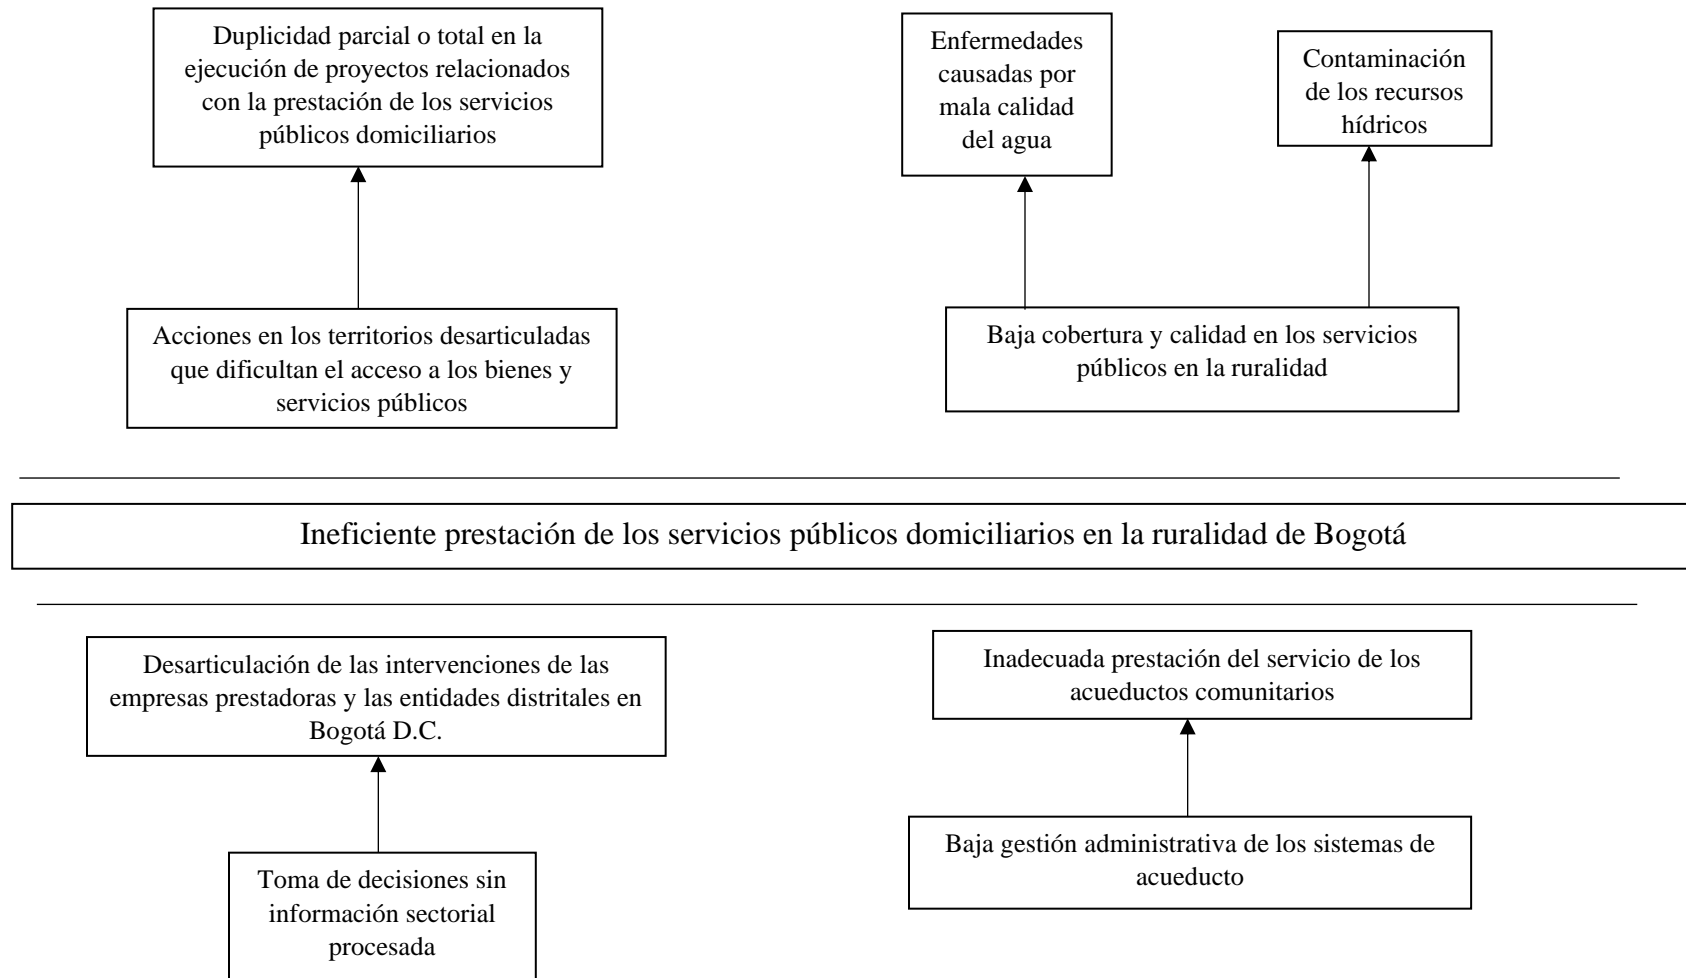 Duplicidad parcial o total en la
ejecución de proyectos relacionados
con la prestación de los servicios
públicos domiciliarios
Enfermedades
causadas por
mala calidad
del agua
Contaminación
de los recursos
hídricos
Acciones en los territorios desarticuladas
que dificultan el acceso a los bienes y
servicios públicos
Baja cobertura y calidad en los servicios
públicos en la ruralidad
Ineficiente prestación de los servicios públicos domiciliarios en la ruralidad de Bogotá
Desarticulación de las intervenciones de las
empresas prestadoras y las entidades distritales en
Bogotá D.C.
Inadecuada prestación del servicio de los
acueductos comunitarios
Toma de decisiones sin
información sectorial
procesada
Baja gestión administrativa de los sistemas de
acueducto